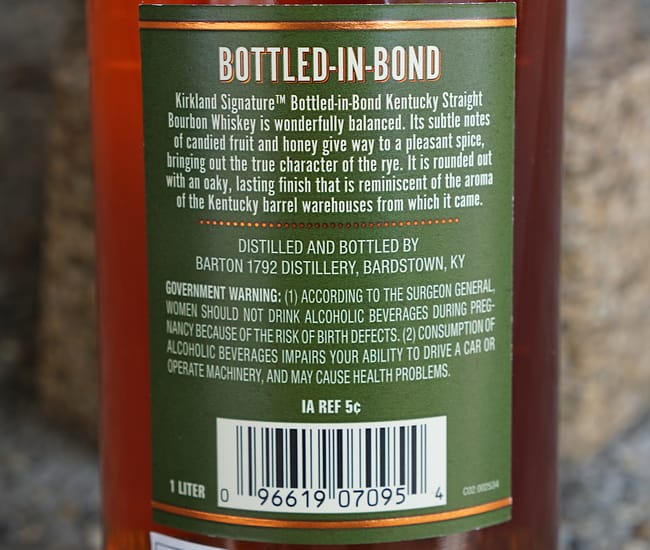 BOTTLED-IN-BOND
Kirkland Signature™ Bottled-in-Bond Kentucky Straight
Bourbon Whiskey is wonderfully balanced. Its subtle notes
of candied fruit and honey give way to a pleasant spice,
bringing out the true character of the rye. It is rounded out
with an oaky, lasting finish that is reminiscent of the aroma
of the Kentucky barrel warehouses from which it came.
DISTILLED AND BOTTLED BY
BARTON 1792 DISTILLERY, BARDSTOWN, KY
GOVERNMENT WARNING: (1) ACCORDING TO THE SURGEON GENERAL,
WOMEN SHOULD NOT DRINK ALCOHOLIC BEVERAGES DURING PREG-
NANCY BECAUSE OF THE RISK OF BIRTH DEFECTS. (2) CONSUMPTION OF
ALCOHOLIC BEVERAGES IMPAIRS YOUR ABILITY TO DRIVE A CAR OR
OPERATE MACHINERY, AND MAY CAUSE HEALTH PROBLEMS.
IA REF 5¢
1 LITER
0 96619 07095 4
C02 002534